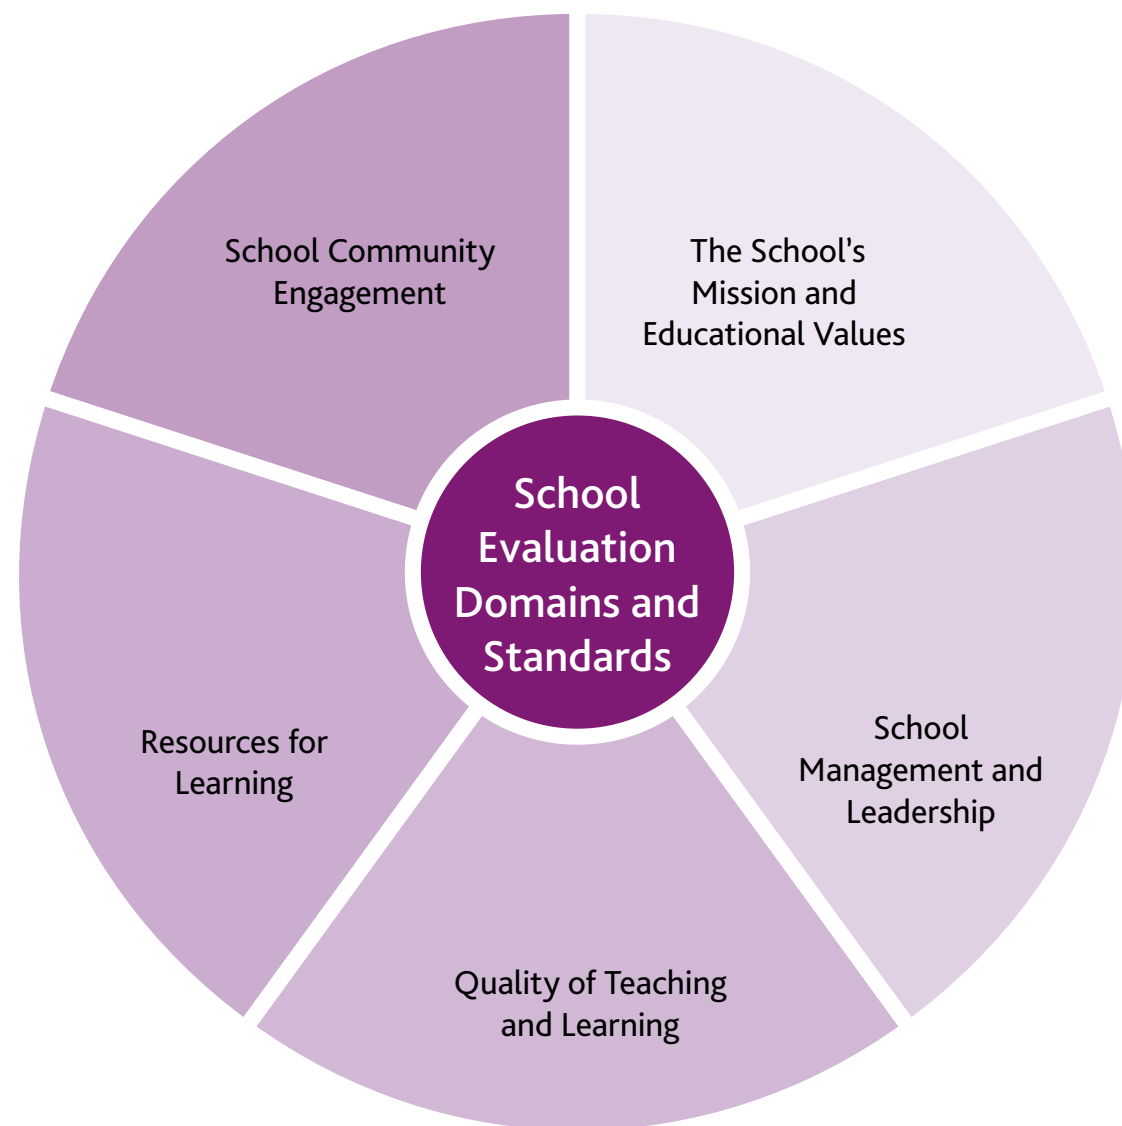 School Community
Engagement
The School’s
Mission and
Educational Values
School
Evaluation
Domains and
Standards
Resources for
Learning
School
Management and
Leadership
Quality of Teaching
and Learning